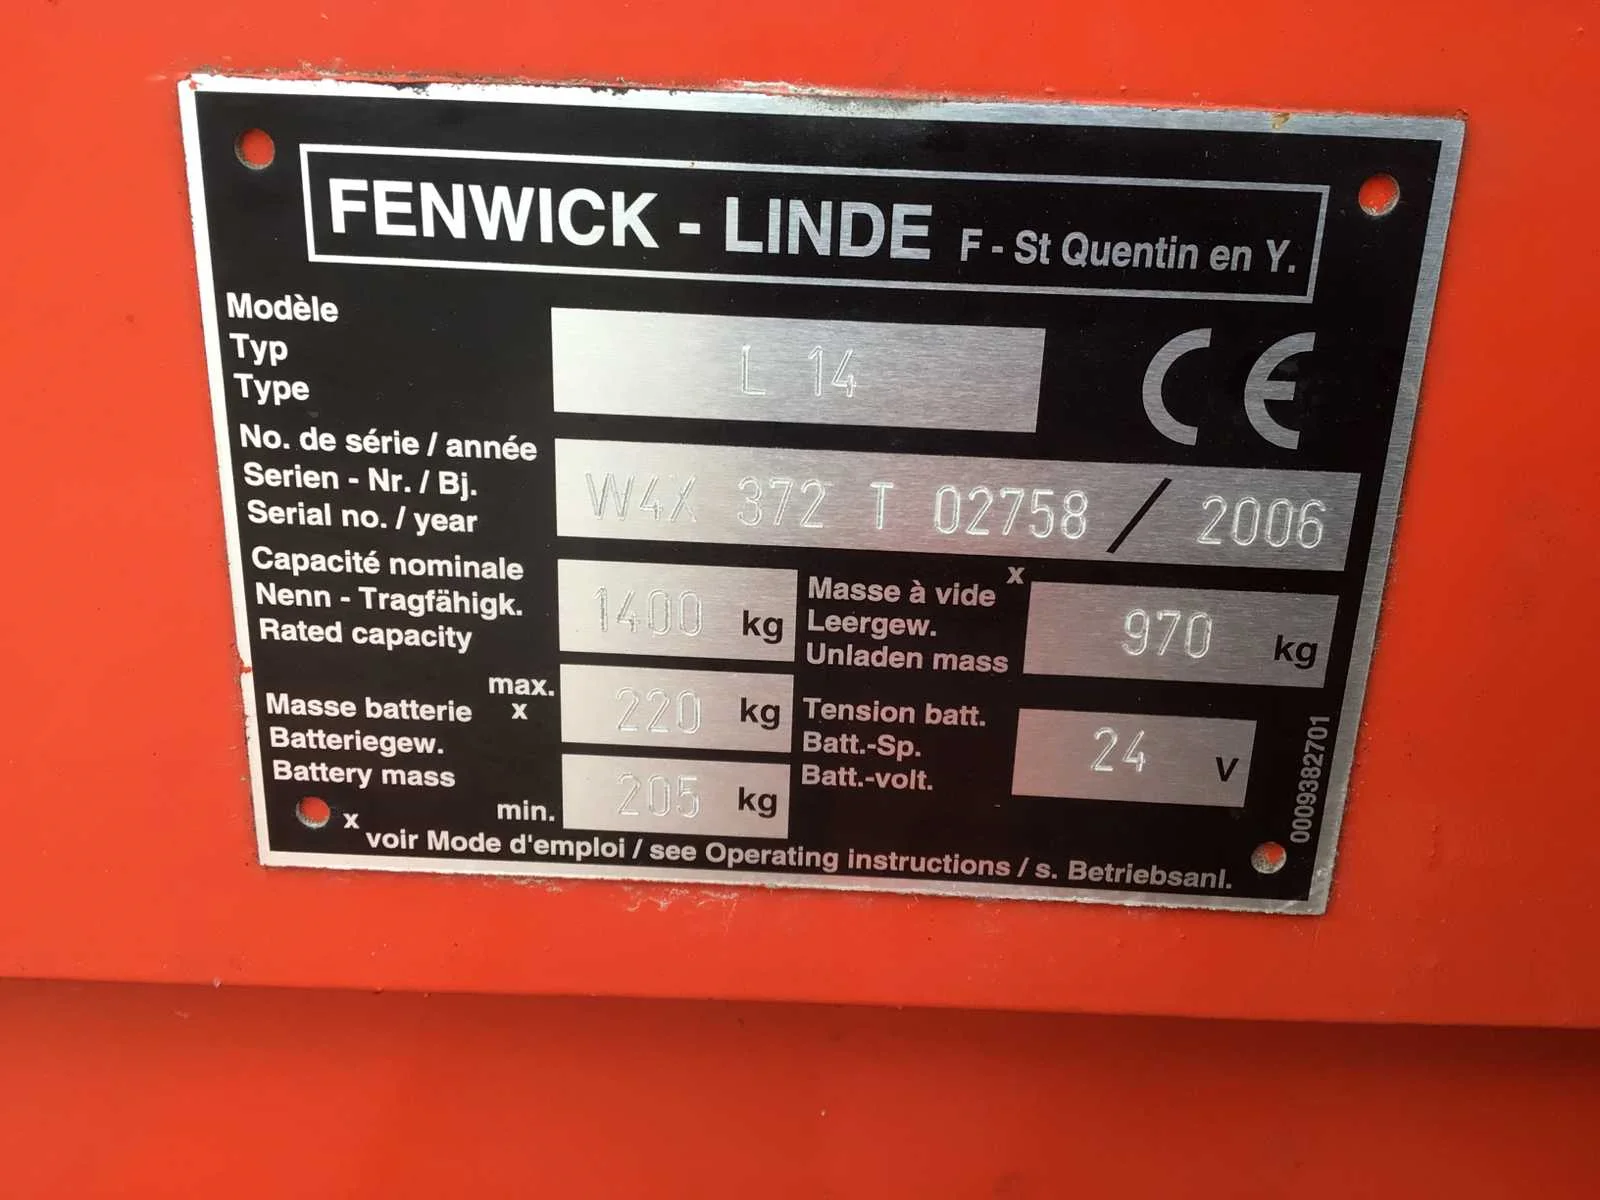 FENWICK - LINDE F - St Quentin en Y.
Modèle
Typ
Type
L 14
CE
No. de série / année
Serien - Nr. / Bj.
Serial no. / year
W4X 372 T 02758 / 2006
Capacité nominale
Nenn - Tragfähigk.
Rated capacity
1400 kg
Masse à vide x
Leergew.
Unladen mass
970 kg
Masse batterie x
Batteriegew.
Battery mass
max.
220 kg
min.
205 kg
Tension batt.
Batt.-Sp.
Batt.-volt.
24 V
x voir Mode d'emploi / see Operating instructions / s. Betriebsanl.
0009382701